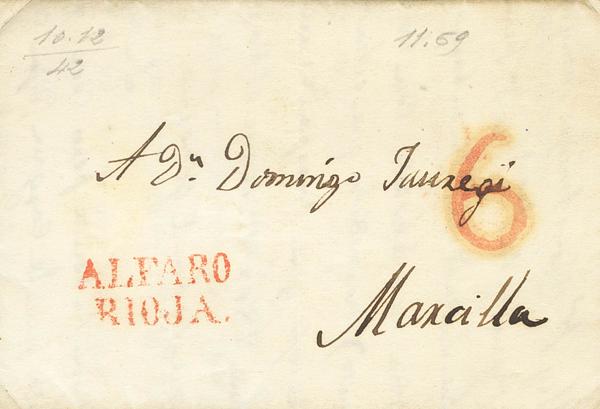 10.12
42
11.69
A Dn. Domingo Jauregi
6
ALFARO
RIOJA.
Marcilla